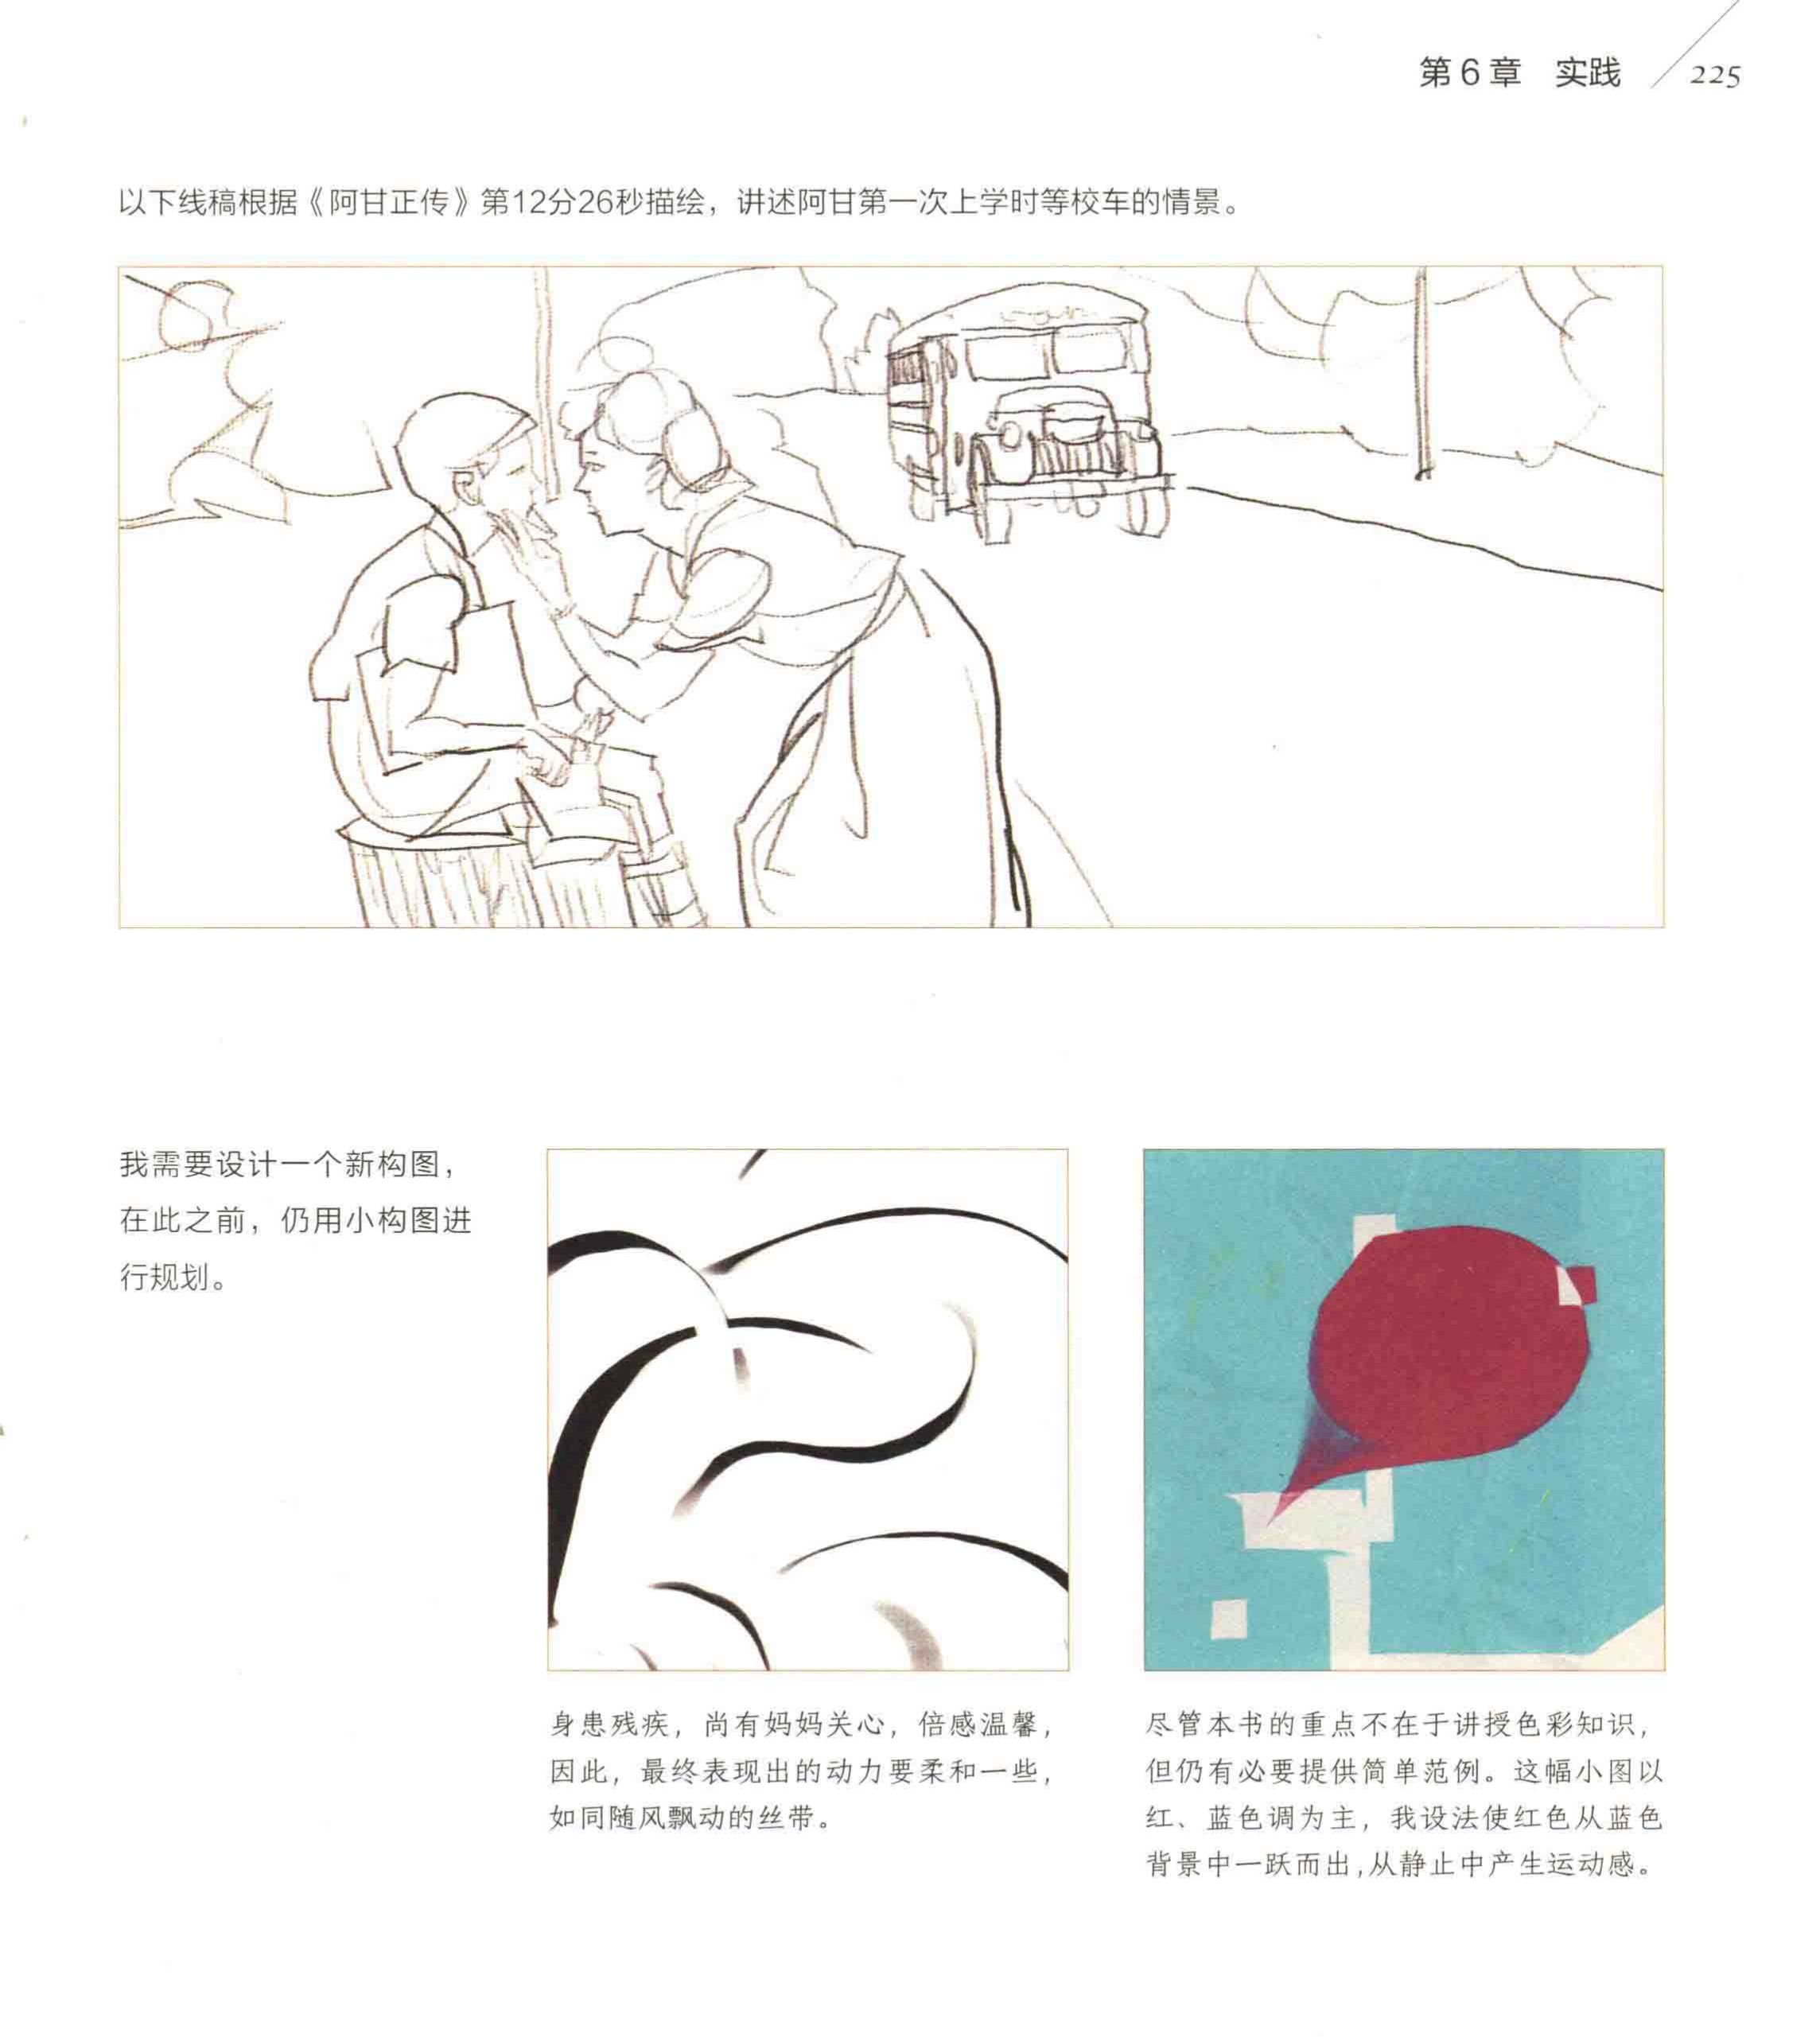 第6章 实践 225
以下线稿根据《阿甘正传》第12分26秒描绘，讲述阿甘第一次上学时等校车的情景。
我需要设计一个新构图，
在此之前，仍用小构图进
行规划。
身患残疾，尚有妈妈关心，倍感温馨，
因此，最终表现出的动力要柔和一些，
如同随风飘动的丝带。
尽管本书的重点不在于讲授色彩知识，
但仍有必要提供简单范例。这幅小图以
红、蓝色调为主，我设法使红色从蓝色
背景中一跃而出，从静止中产生运动感。